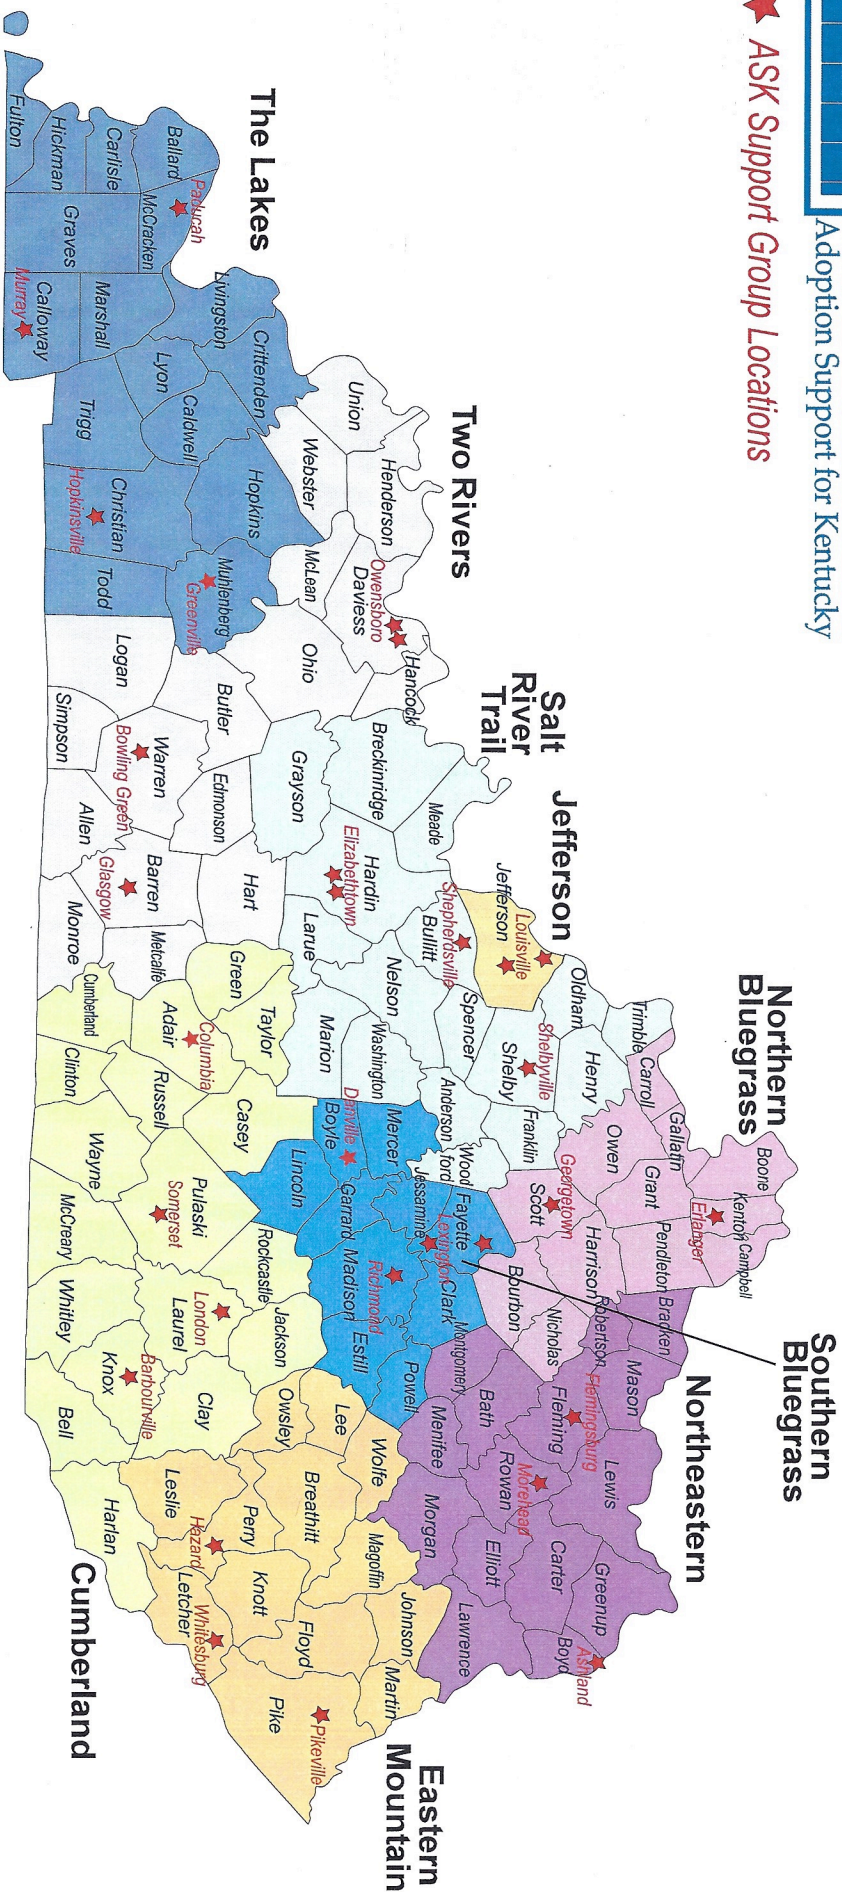 Adoption Support for Kentucky
ASK Support Group Locations
Northern
Bluegrass
Southern
Bluegrass
Northeastern
Jefferson
Salt
River
Trail
Two Rivers
The Lakes
Eastern
Mountain
Cumberland
Boone
Kenton
Campbell
Erlanger
Gallatin
Carroll
Trimble
Grant
Pendleton
Bracken
Owen
Robertson
Mason
Lewis
Greenup
Oldham
Henry
Harrison
Flemingsburg
Fleming
Carter
Boyd
Ashland
Georgetown
Scott
Nicholas
Shelbyville
Shelby
Franklin
Bourbon
Morehead
Rowan
Elliott
Louisville
Jefferson
Spencer
Anderson
Wood
ford
Fayette
Lexington
Clark
Montgomery
Bath
Menifee
Morgan
Lawrence
Meade
Shepherdsville
Bullitt
Nelson
Washington
Mercer
Jessamine
Powell
Wolfe
Magoffin
Johnson
Martin
Hancock
Owensboro
Daviess
Henderson
Union
Webster
McLean
Ohio
Breckinridge
Grayson
Hardin
Elizabethtown
Larue
Marion
Danville
Boyle
Garrard
Madison
Richmond
Estill
Lee
Breathitt
Floyd
Pikeville
Pike
Lincoln
Rockcastle
Jackson
Owsley
Perry
Knott
Crittenden
Livingston
Hopkins
Caldwell
Lyon
Muhlenberg
Greenville
Butler
Edmonson
Hart
Green
Taylor
Casey
Pulaski
Somerset
London
Laurel
Clay
Leslie
Hazard
Letcher
Whitesburg
Ballard
Paducah
McCracken
Carlisle
Hickman
Fulton
Graves
Marshall
Calloway
Murray
Trigg
Christian
Hopkinsville
Todd
Logan
Simpson
Warren
Bowling Green
Allen
Barren
Glasgow
Metcalfe
Monroe
Adair
Columbia
Russell
Cumberland
Clinton
Wayne
McCreary
Whitley
Knox
Barbourville
Bell
Harlan